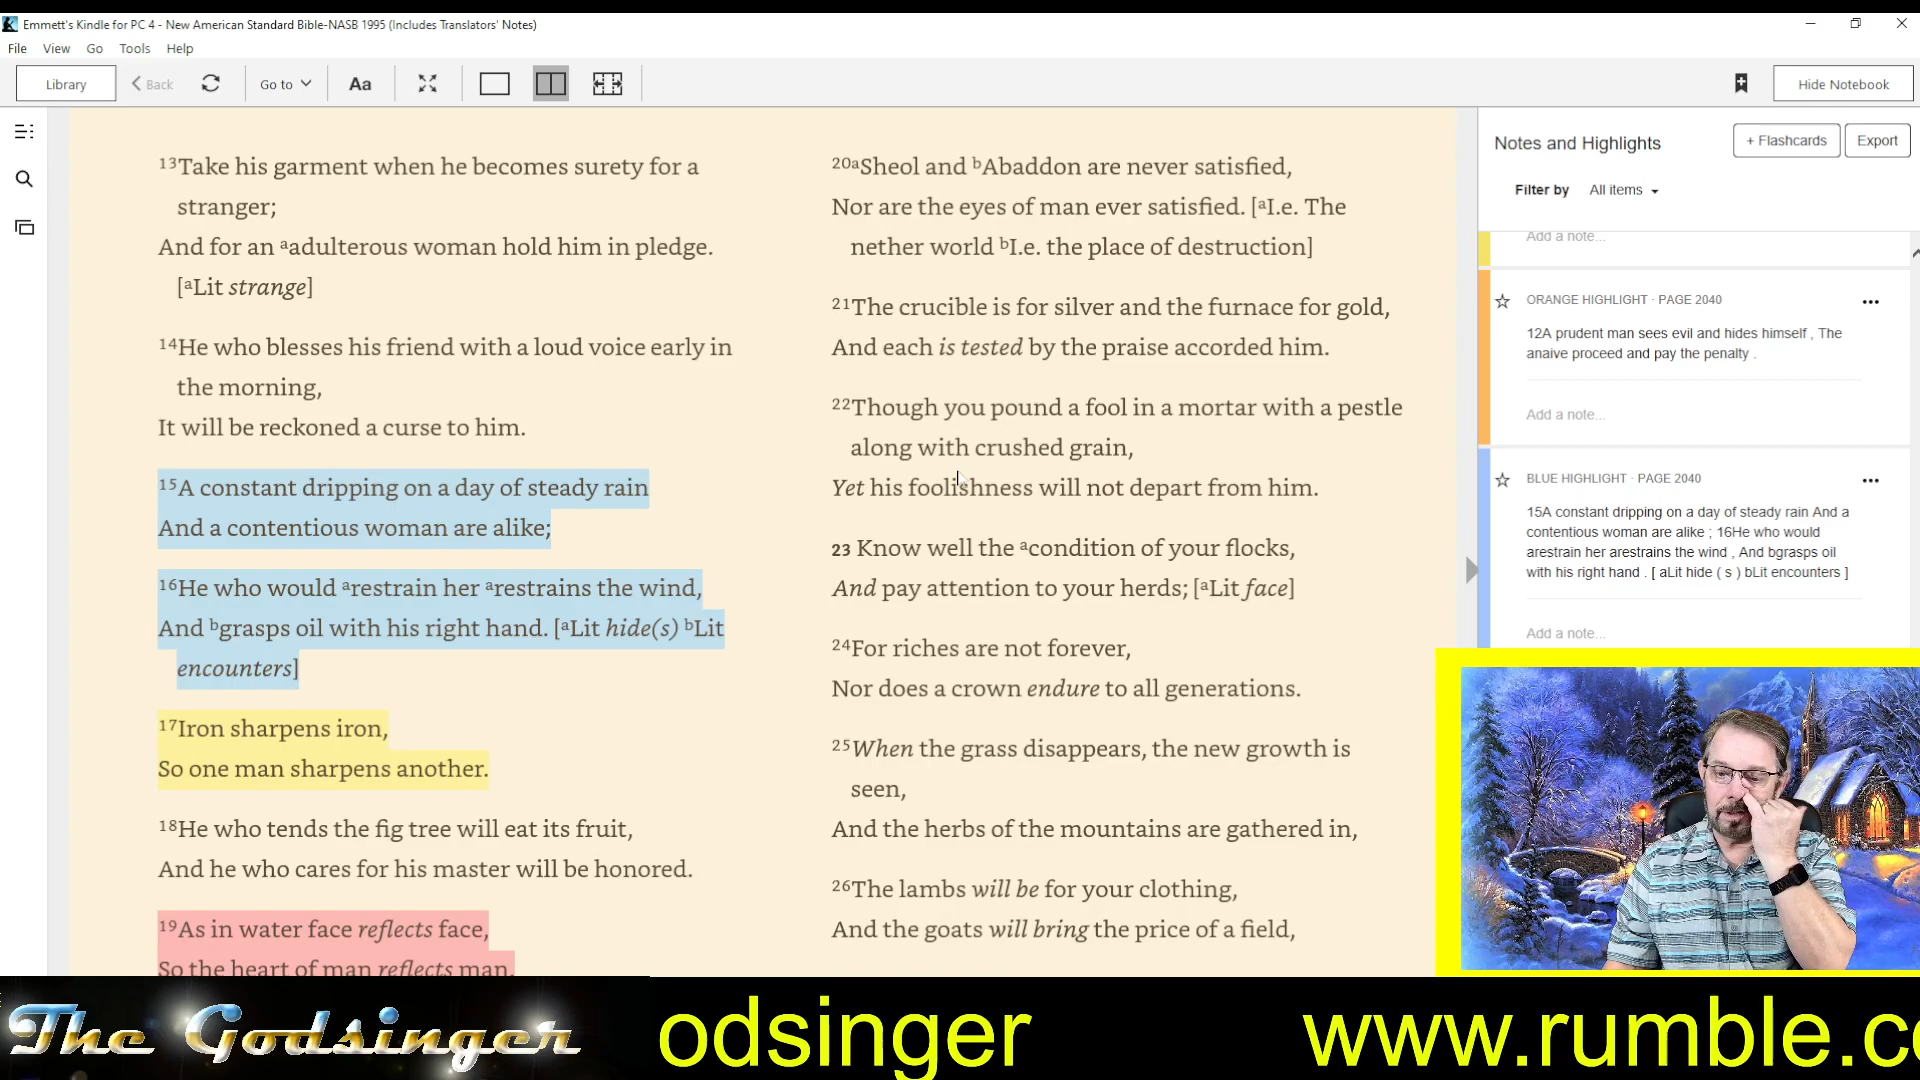 Emmett's Kindle for PC 4 - New American Standard Bible-NASB 1995 (Includes Translators' Notes)
File View Go Tools Help
Library
Back
Go to
Aa
Hide Notebook
13Take his garment when he becomes surety for a
stranger;
And for an aadulterous woman hold him in pledge.
[aLit strange]
14He who blesses his friend with a loud voice early in
the morning,
It will be reckoned a curse to him.
15A constant dripping on a day of steady rain
And a contentious woman are alike;
16He who would arestrain her arestrains the wind,
And bgrasps oil with his right hand. [aLit hide(s) bLit
encounters]
17Iron sharpens iron,
So one man sharpens another.
18He who tends the fig tree will eat its fruit,
And he who cares for his master will be honored.
19As in water face reflects face,
So the heart of man reflects man.
20aSheol and bAbaddon are never satisfied,
Nor are the eyes of man ever satisfied. [aI.e. The
nether world bI.e. the place of destruction]
21The crucible is for silver and the furnace for gold,
And each is tested by the praise accorded him.
22Though you pound a fool in a mortar with a pestle
along with crushed grain,
Yet his foolishness will not depart from him.
23 Know well the acondition of your flocks,
And pay attention to your herds; [aLit face]
24For riches are not forever,
Nor does a crown endure to all generations.
25When the grass disappears, the new growth is
seen,
And the herbs of the mountains are gathered in,
26The lambs will be for your clothing,
And the goats will bring the price of a field,
Notes and Highlights
+ Flashcards
Export
Filter by All items
Add a note...
ORANGE HIGHLIGHT · PAGE 2040
12A prudent man sees evil and hides himself , The
anaive proceed and pay the penalty .
Add a note...
BLUE HIGHLIGHT · PAGE 2040
15A constant dripping on a day of steady rain And a
contentious woman are alike ; 16He who would
arestrain her arestrains the wind , And bgrasps oil
with his right hand . [ aLit hide ( s ) bLit encounters ]
Add a note...
The Godsinger
odsinger
www.rumble.c